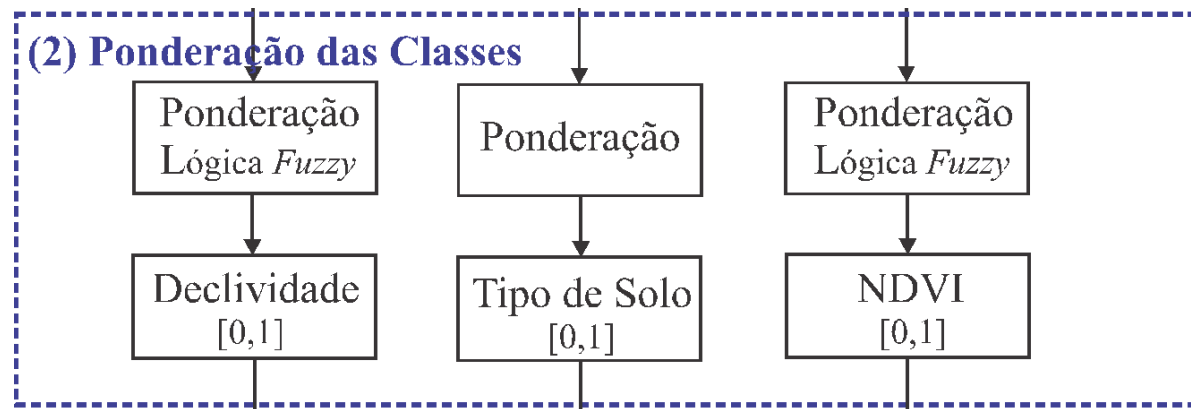 (2) Ponderação das Classes
Ponderação
Lógica Fuzzy
Ponderação
Ponderação
Lógica Fuzzy
Declividade
[0,1]
Tipo de Solo
[0,1]
NDVI
[0,1]